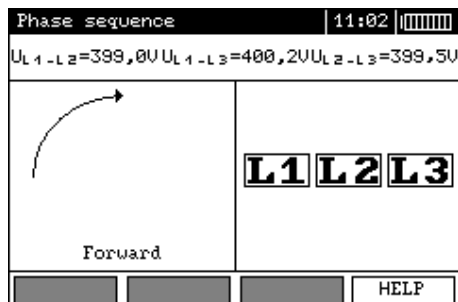 Phase sequence 11:02
UL1-L2=399,0V UL1-L3=400,2V UL2-L3=399,5V
L1 L2 L3
Forward
HELP